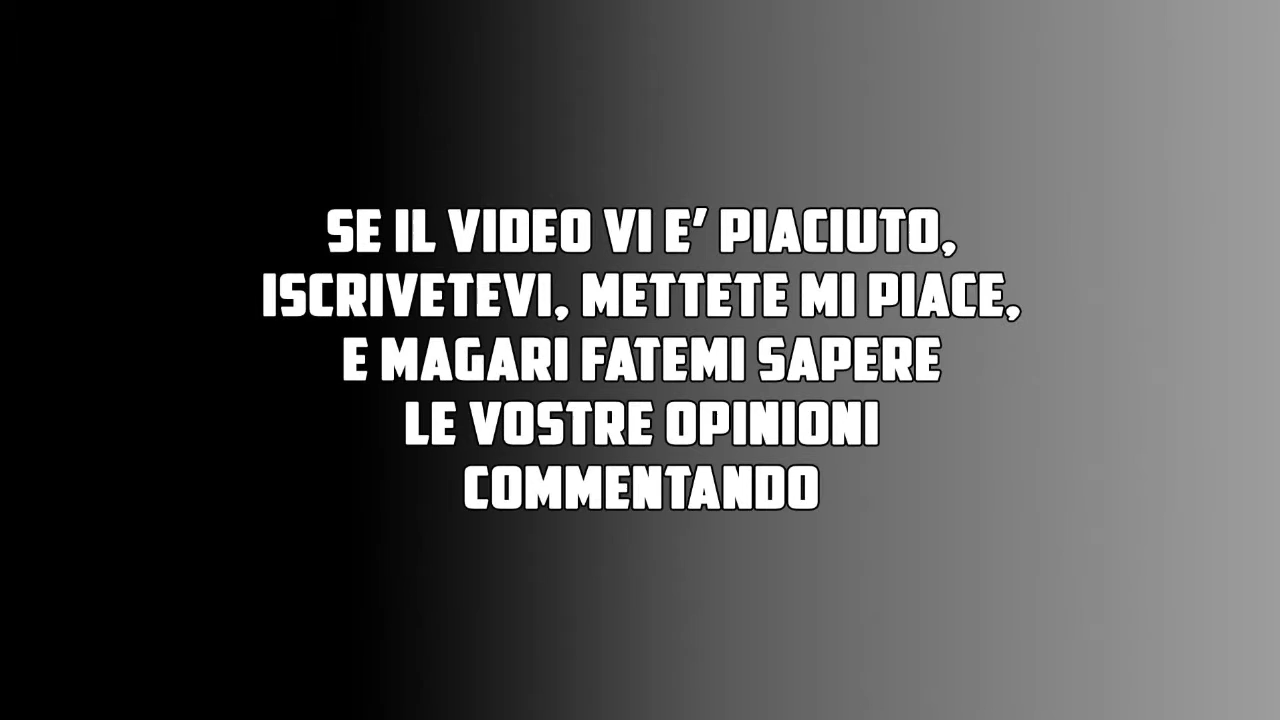 SE IL VIDEO VI E' PIACIUTO,
ISCRIVETEVI, METTETE MI PIACE,
E MAGARI FATEMI SAPERE
LE VOSTRE OPINIONI
COMMENTANDO